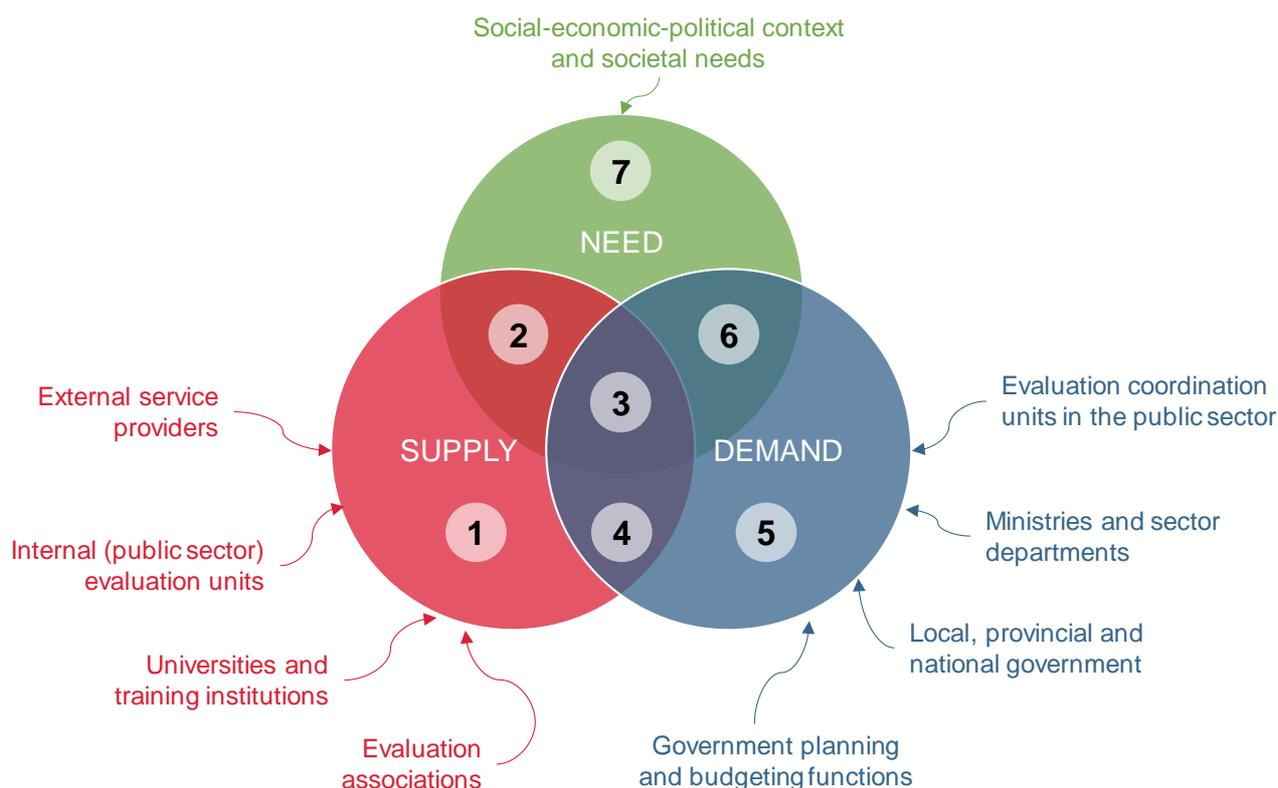 Social-economic-political context
and societal needs
7
NEED
2
6
3
External service
providers
Evaluation coordination
units in the public sector
SUPPLY
DEMAND
1
4
5
Internal (public sector)
evaluation units
Ministries and sector
departments
Universities and
training institutions
Local, provincial and
national government
Evaluation
associations
Government planning
and budgeting functions